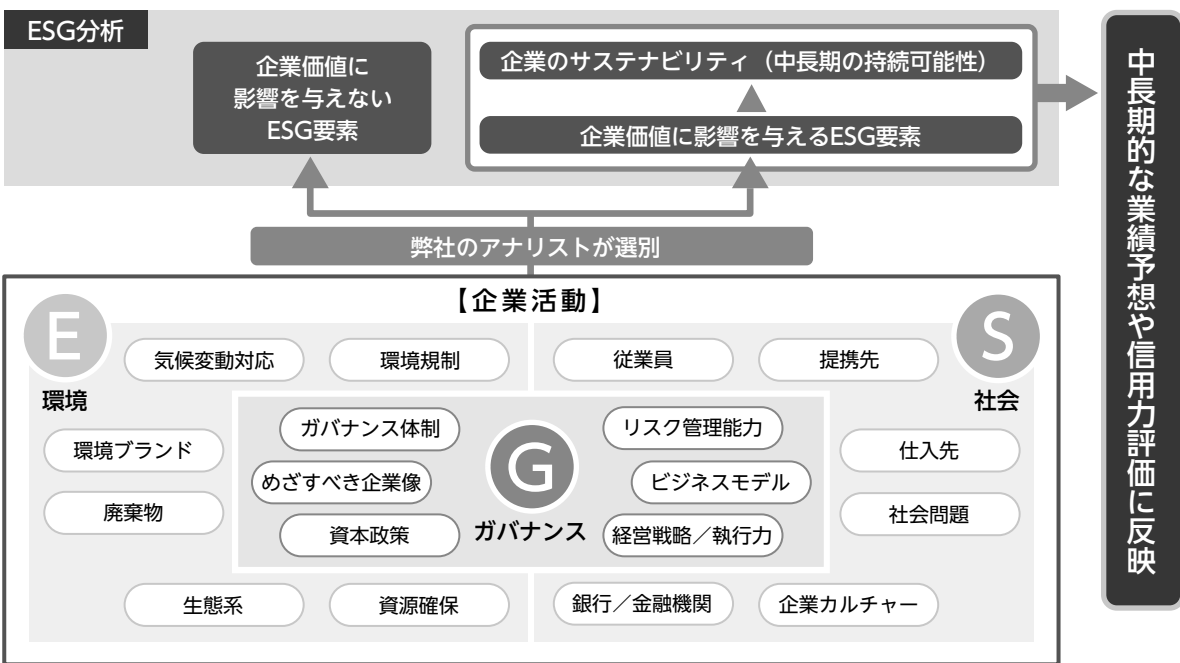 ESG分析
企業価値に
影響を与えない
ESG要素
企業のサステナビリティ（中長期の持続可能性）
企業価値に影響を与えるESG要素
中長期的な業績予想や信用力評価に反映
弊社のアナリストが選別
【企業活動】
E
環境
S
社会
気候変動対応
環境規制
従業員
提携先
環境ブランド
廃棄物
ガバナンス体制
めざすべき企業像
資本政策
G
ガバナンス
リスク管理能力
ビジネスモデル
経営戦略／執行力
仕入先
社会問題
生態系
資源確保
銀行／金融機関
企業カルチャー